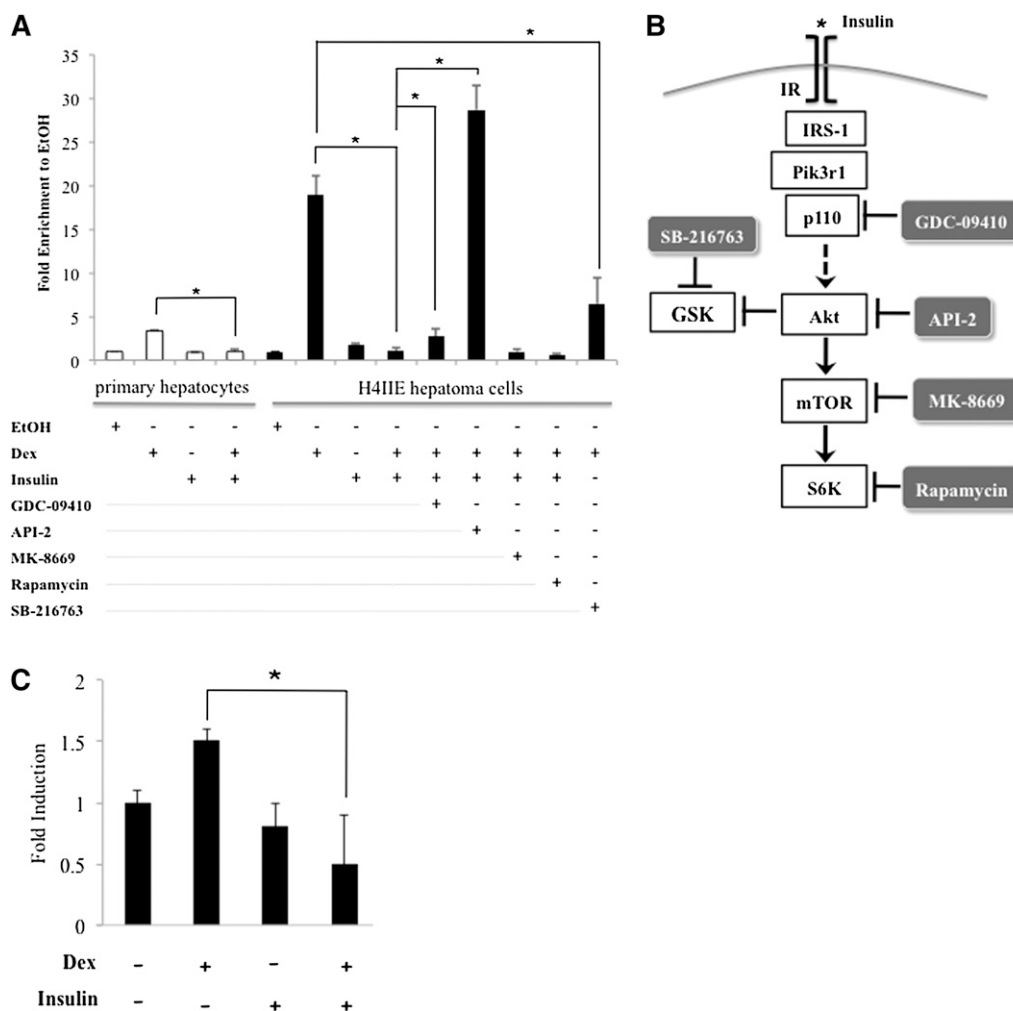 A
Fold Enrichment to EtOH
35
30
25
20
15
10
5
0
*
*
*
*
*
primary hepatocytes
H4IIE hepatoma cells
EtOH + - - - + - - - - - - - -
Dex - + - + - + - + + + + + +
Insulin - - + + - - + + + + + + -
GDC-09410 + - - - -
API-2 + - - -
MK-8669 + - -
Rapamycin + -
SB-216763 +
B
* Insulin
IR
IRS-1
Pik3r1
p110
GDC-09410
SB-216763
GSK
Akt
API-2
mTOR
MK-8669
S6K
Rapamycin
C
Fold Induction
2
1.5
1
0.5
0
*
Dex - + - +
Insulin - - + +